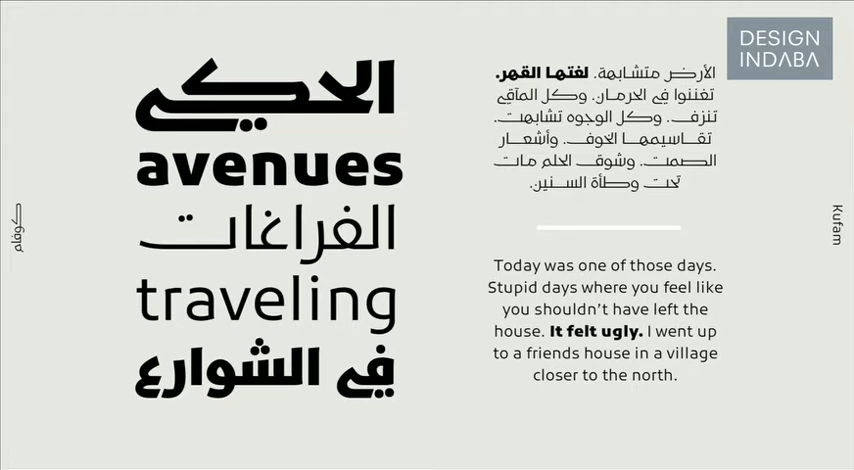 DESIGN
INDABA
الحكي
avenues
الفراغات
traveling
في الشوارع
الأرض متشابهة. لغتها القهر.
تغننوا في الحرمان. وكل المآقي
تنزف. وكل الوجوه تشابهت.
تقاسيمها الخوف. وأشعار
الصمت. وشوق الحلم مات
تحت وطأة السنين.
Today was one of those days.
Stupid days where you feel like
you shouldn't have left the
house. It felt ugly. I went up
to a friends house in a village
closer to the north.
كوفام
Kufam